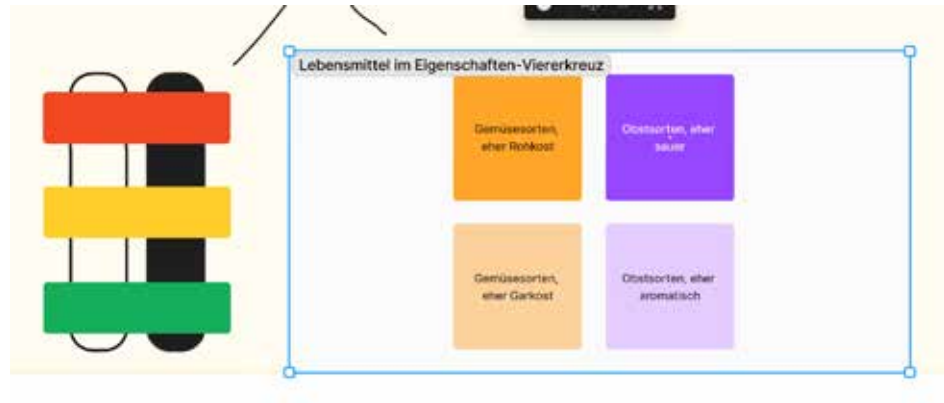 Lebensmittel im Eigenschaften-Viererkreuz
Gemüsesorten,
eher Rohkost
Obstsorten, eher
sauer
Gemüsesorten,
eher Garkost
Obstsorten, eher
aromatisch